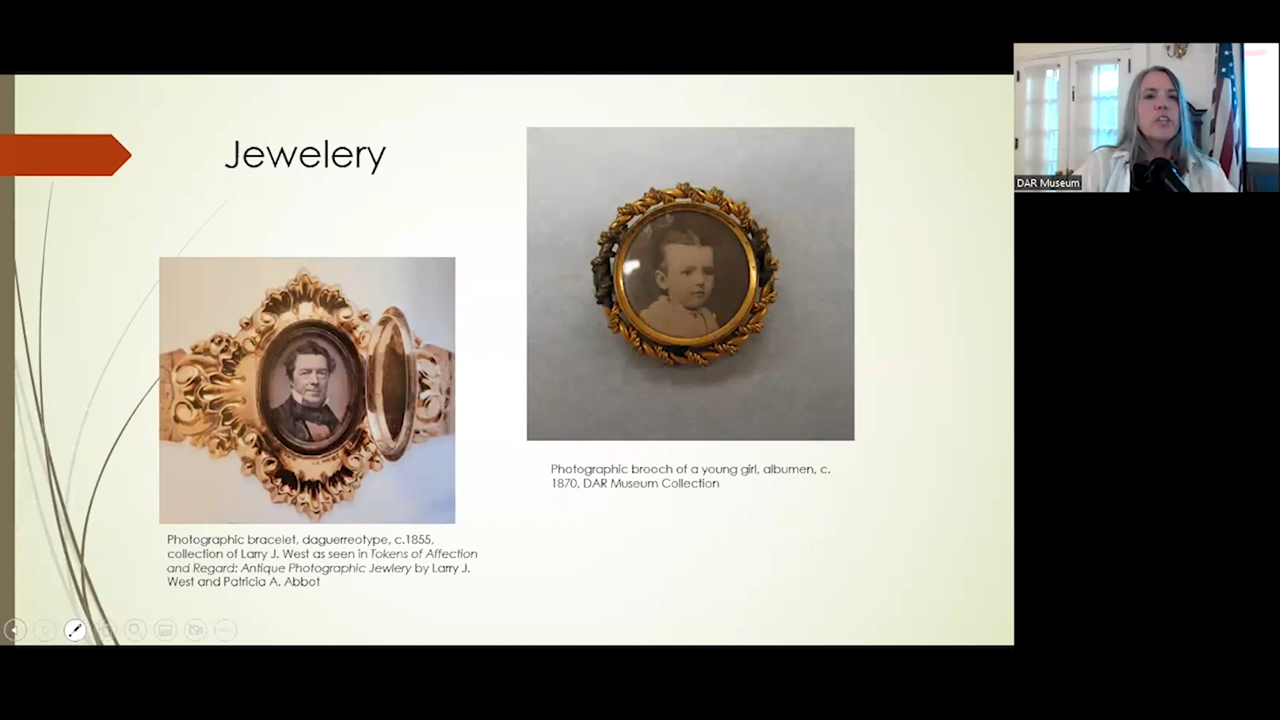 Jewelery
Photographic bracelet, daguerreotype, c.1855,
collection of Larry J. West as seen in Tokens of Affection
and Regard: Antique Photographic Jewlery by Larry J.
West and Patricia A. Abbot
Photographic brooch of a young girl, albumen, c.
1870, DAR Museum Collection
DAR Museum